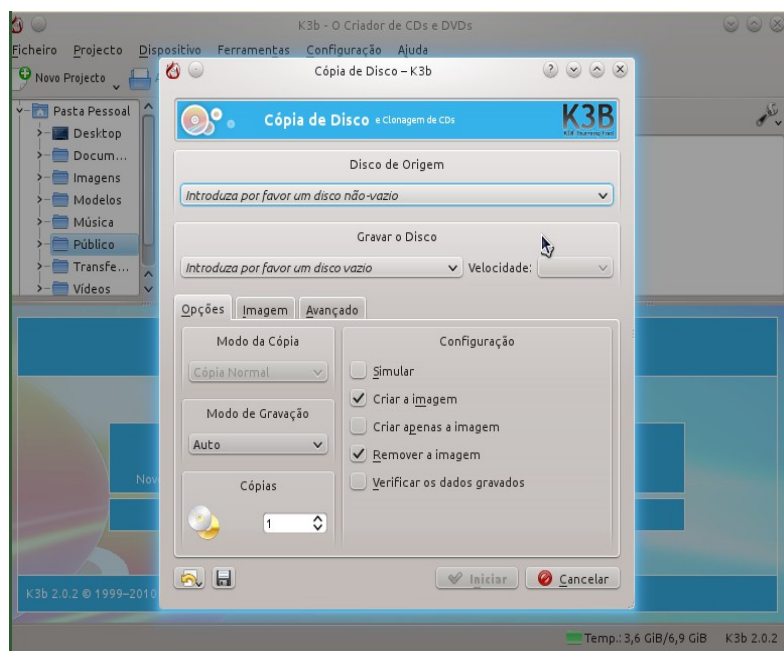 K3b - O Criador de CDs e DVDs
Ficheiro Projecto Dispositivo Ferramentas Configuração Ajuda
Novo Projecto
Cópia de Disco – K3b
Pasta Pessoal
Desktop
Docum...
Imagens
Modelos
Música
Público
Transfe...
Vídeos
Cópia de Disco e Clonagem de CDs
K3B
Disco de Origem
Introduza por favor um disco não-vazio
Gravar o Disco
Introduza por favor um disco vazio Velocidade:
Opções Imagem Avançado
Modo da Cópia
Cópia Normal
Modo de Gravação
Auto
Cópias
1
Configuração
Simular
Criar a imagem
Criar apenas a imagem
Remover a imagem
Verificar os dados gravados
Iniciar Cancelar
K3b 2.0.2 © 1999–2010
Temp.: 3,6 GiB/6,9 GiB K3b 2.0.2